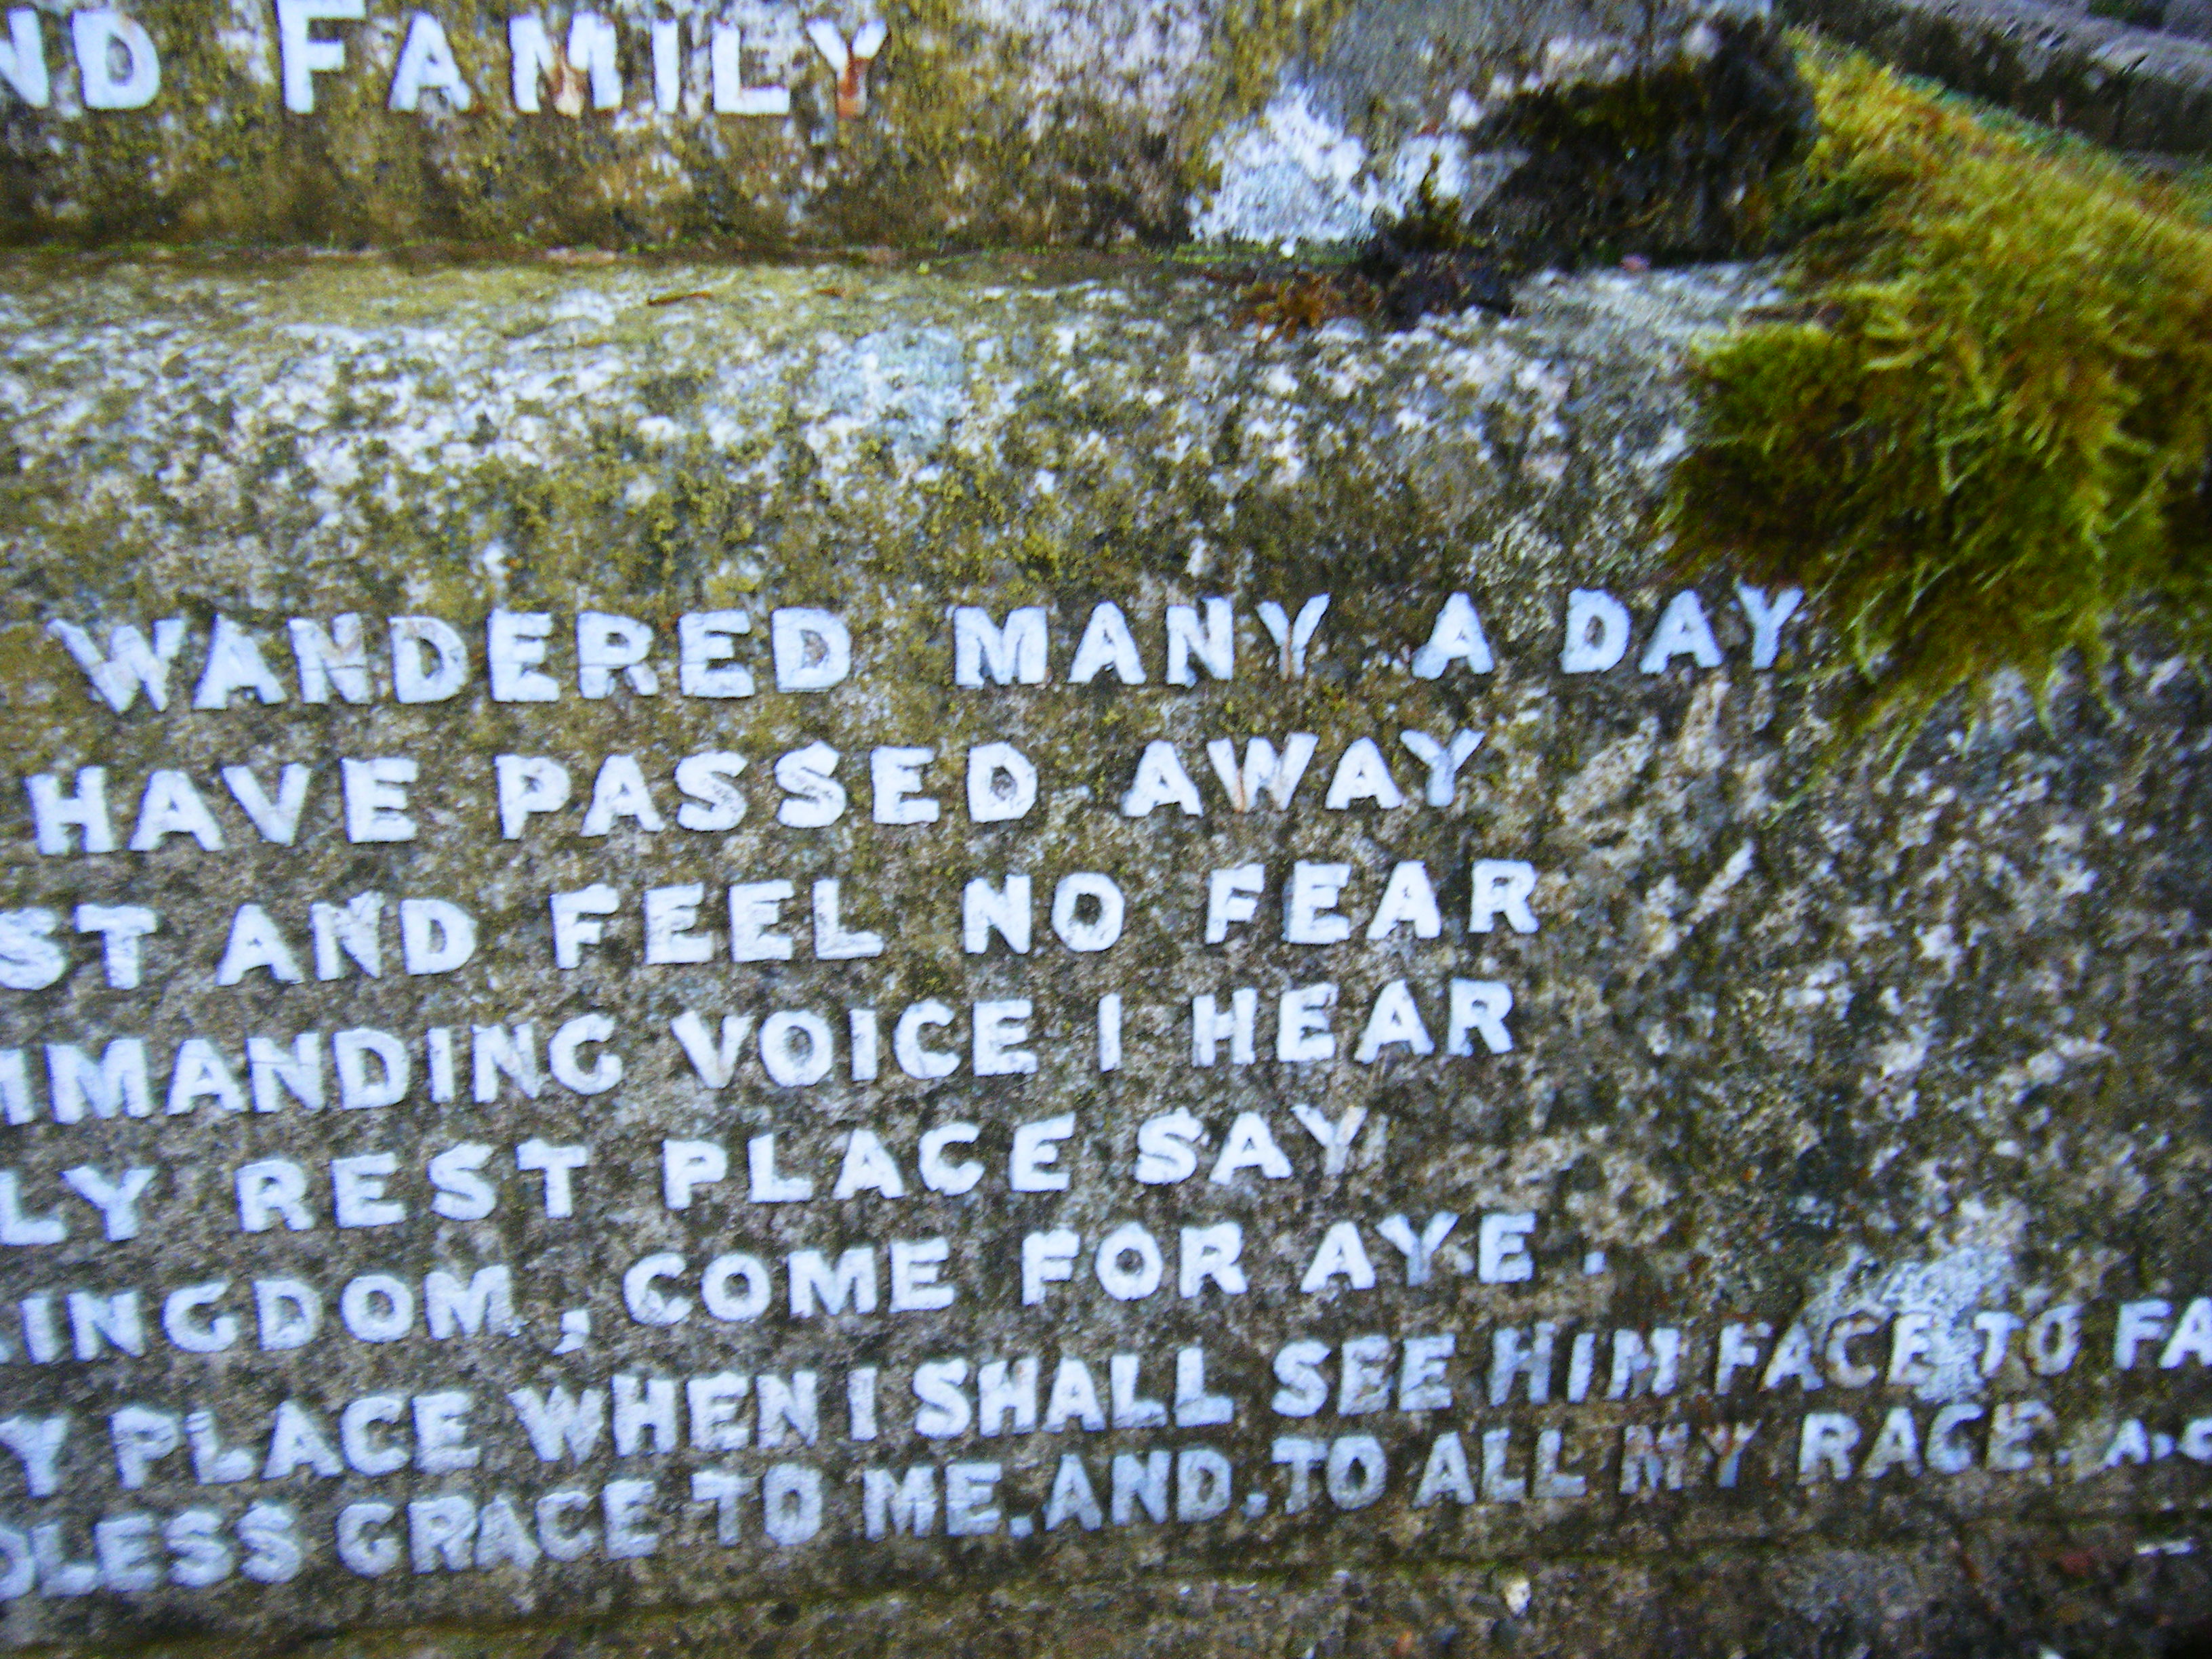 ND FAMILY
WANDERED MANY A DAY
HAVE PASSED AWAY
ST AND FEEL NO FEAR
MMANDING VOICE I HEAR
LY REST PLACE SAY
INGDOM, COME FOR AYE.
Y PLACE WHEN I SHALL SEE HIM FACE TO FA
DLESS GRACE TO ME. AND. TO ALL MY RACE. A.C